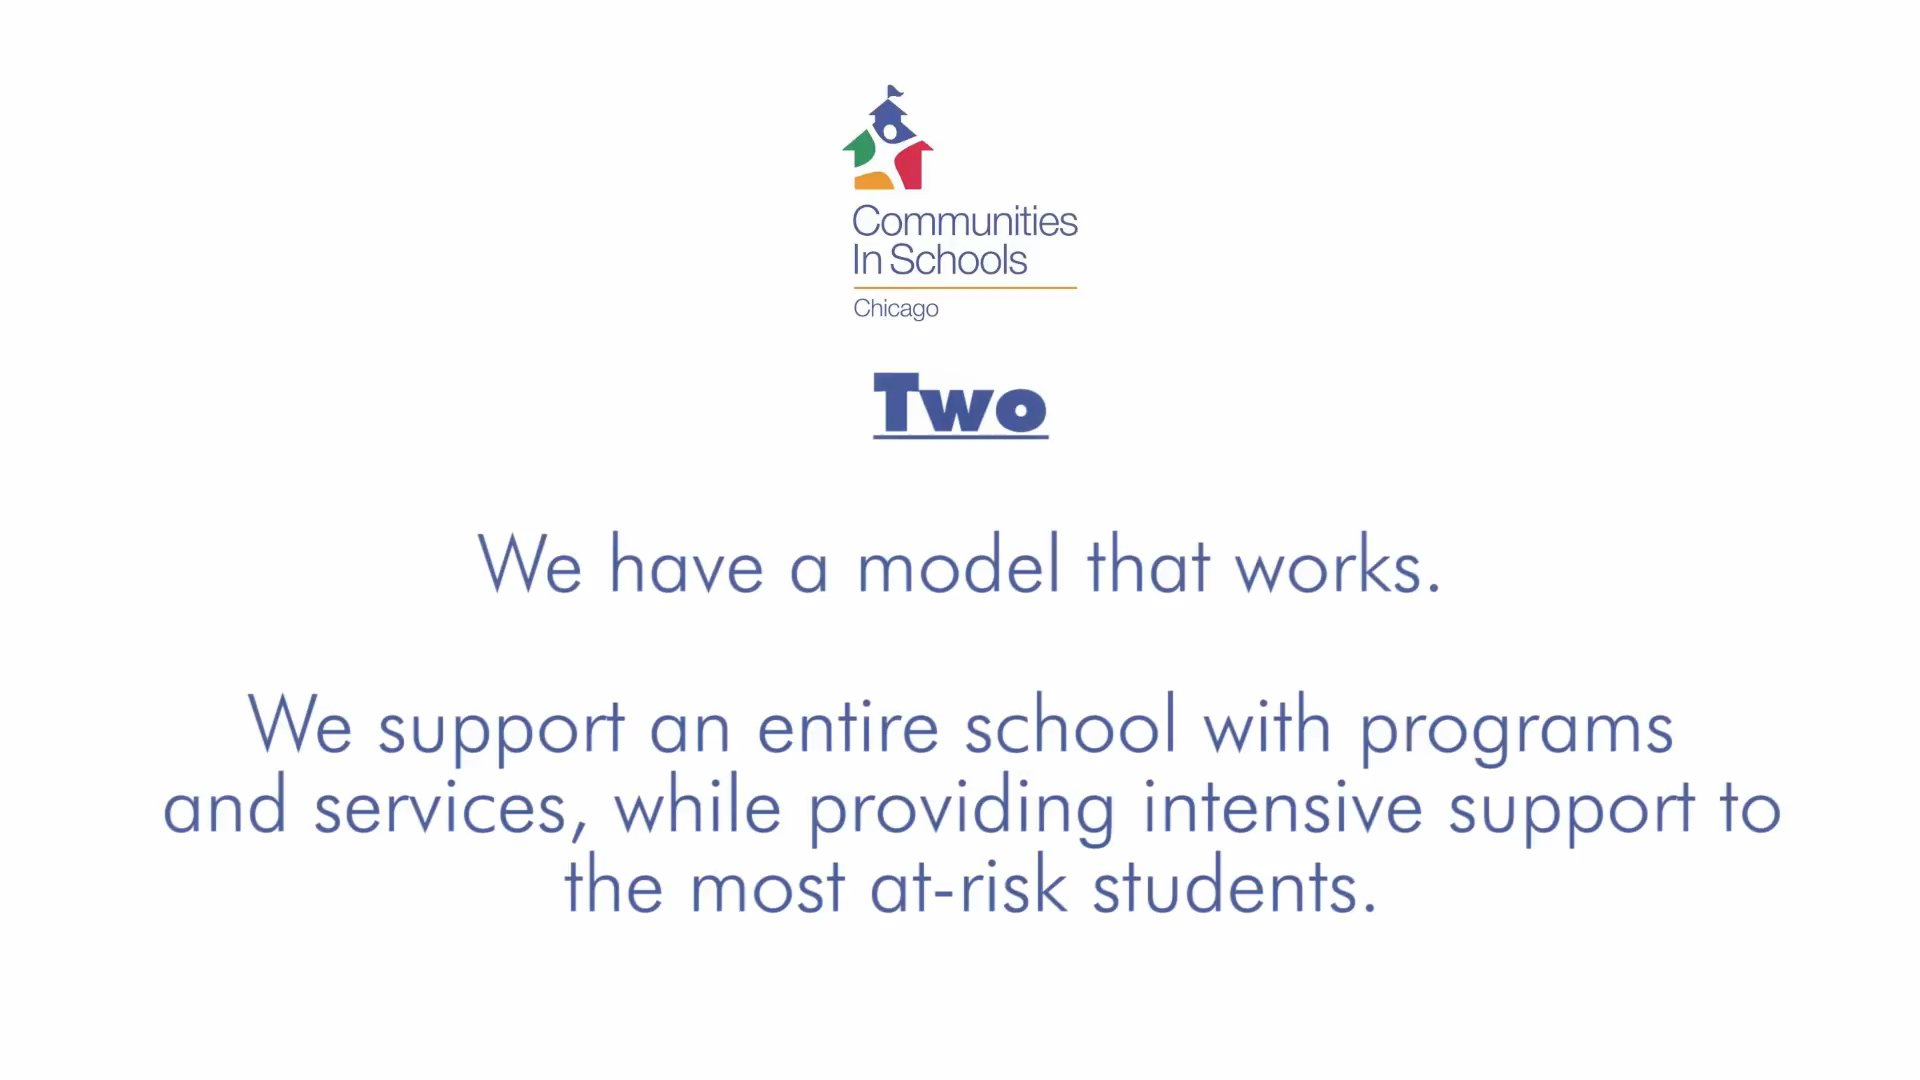 Communities
In Schools
Chicago
Two
We have a model that works.
We support an entire school with programs
and services, while providing intensive support to
the most at-risk students.